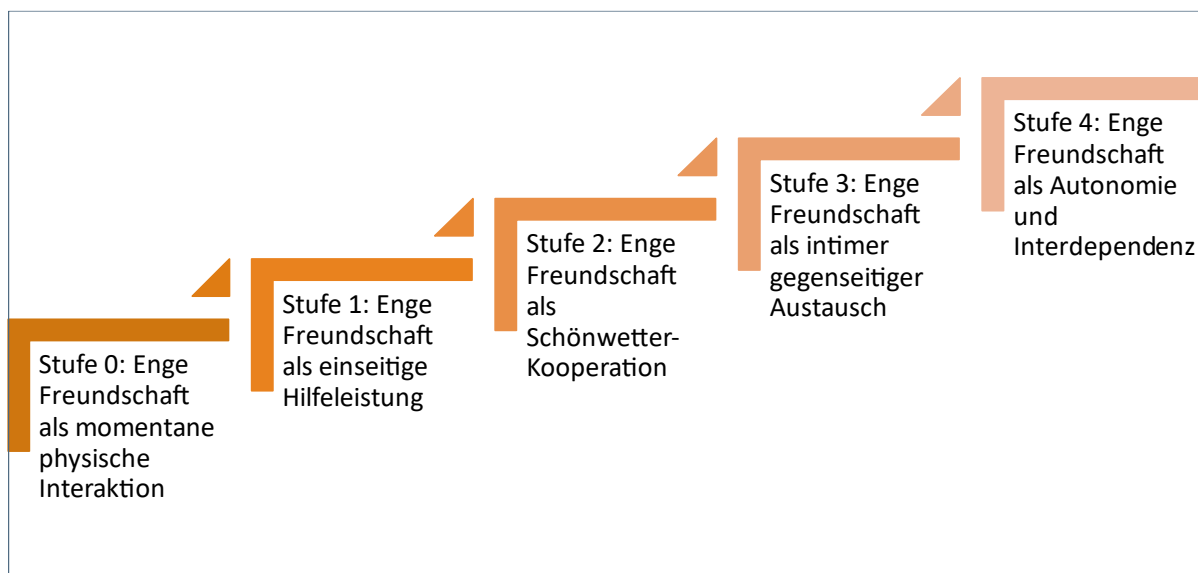 Stufe 0: Enge
Freundschaft
als momentane
physische
Interaktion
Stufe 1: Enge
Freundschaft
als einseitige
Hilfeleistung
Stufe 2: Enge
Freundschaft
als
Schönwetter-
Kooperation
Stufe 3: Enge
Freundschaft
als intimer
gegenseitiger
Austausch
Stufe 4: Enge
Freundschaft
als Autonomie
und
Interdependenz